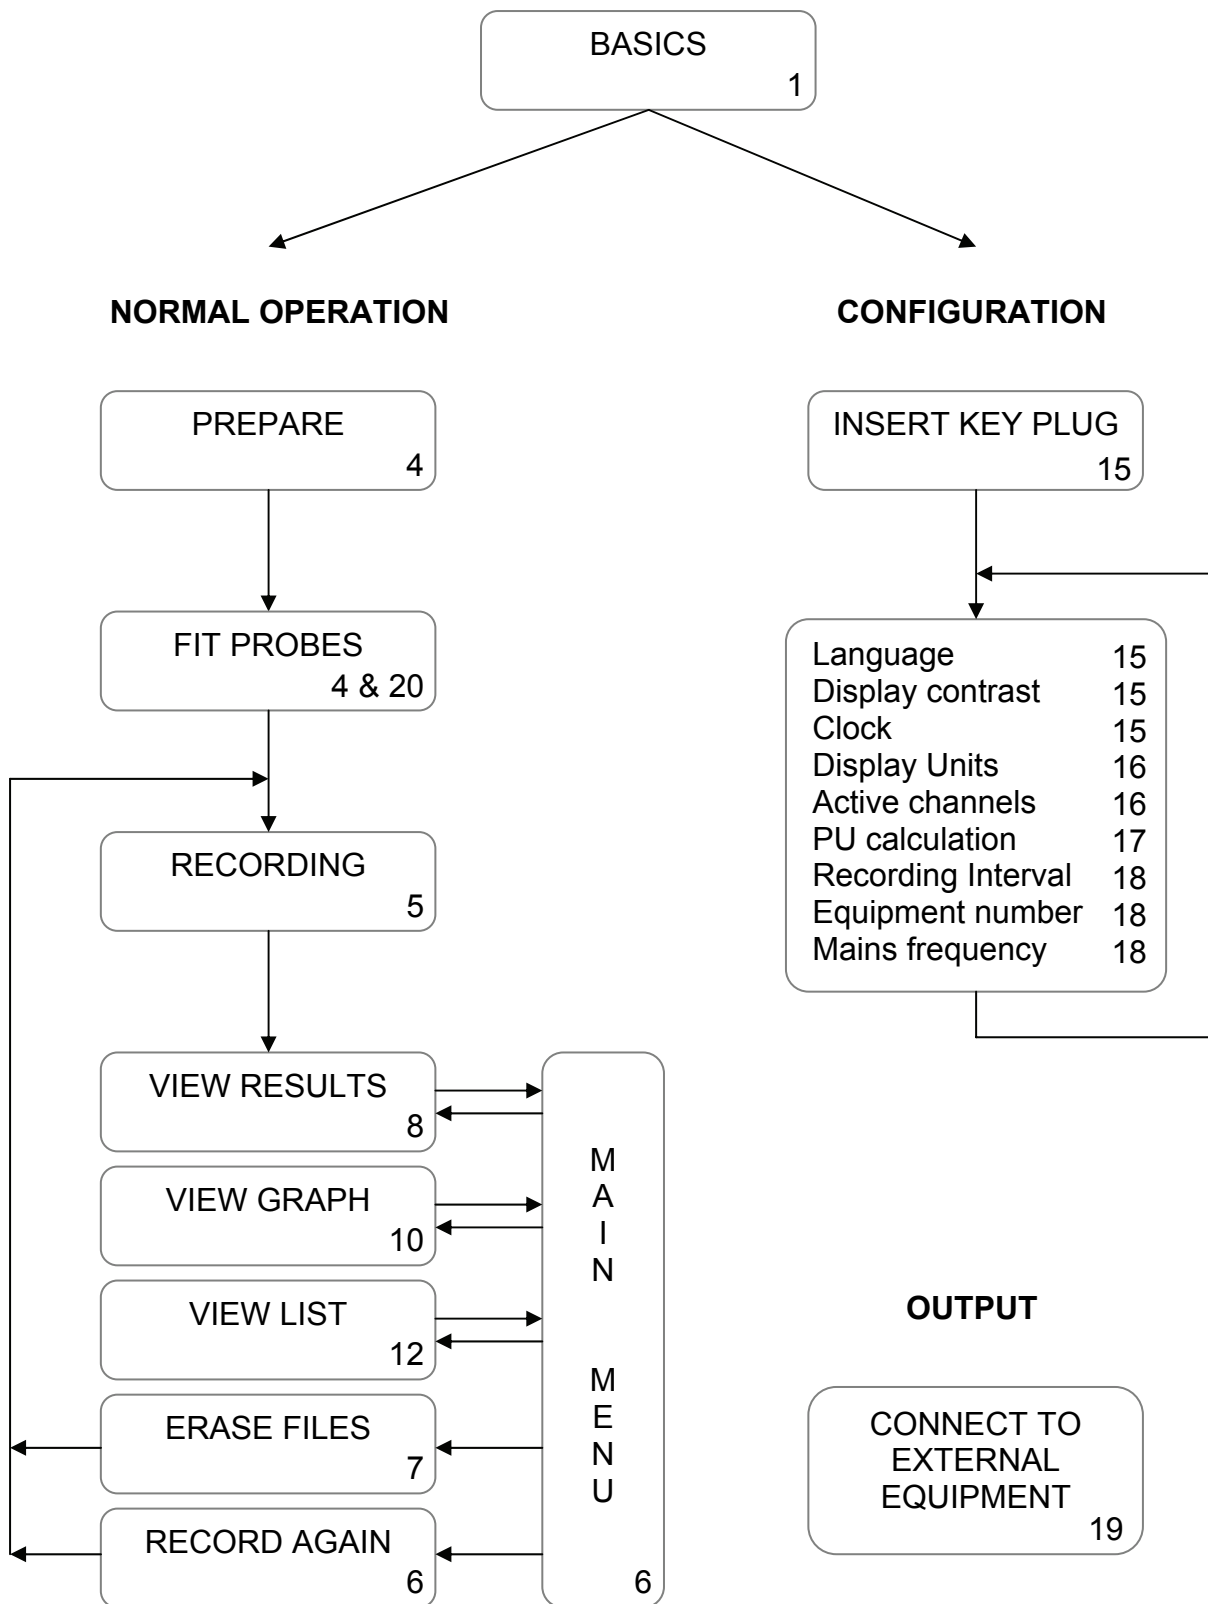 BASICS
1
NORMAL OPERATION
PREPARE
4
FIT PROBES
4 & 20
RECORDING
5
VIEW RESULTS
8
VIEW GRAPH
10
VIEW LIST
12
ERASE FILES
7
RECORD AGAIN
6
MAIN MENU
6
CONFIGURATION
INSERT KEY PLUG
15
Language 15
Display contrast 15
Clock 15
Display Units 16
Active channels 16
PU calculation 17
Recording Interval 18
Equipment number 18
Mains frequency 18
OUTPUT
CONNECT TO
EXTERNAL
EQUIPMENT
19